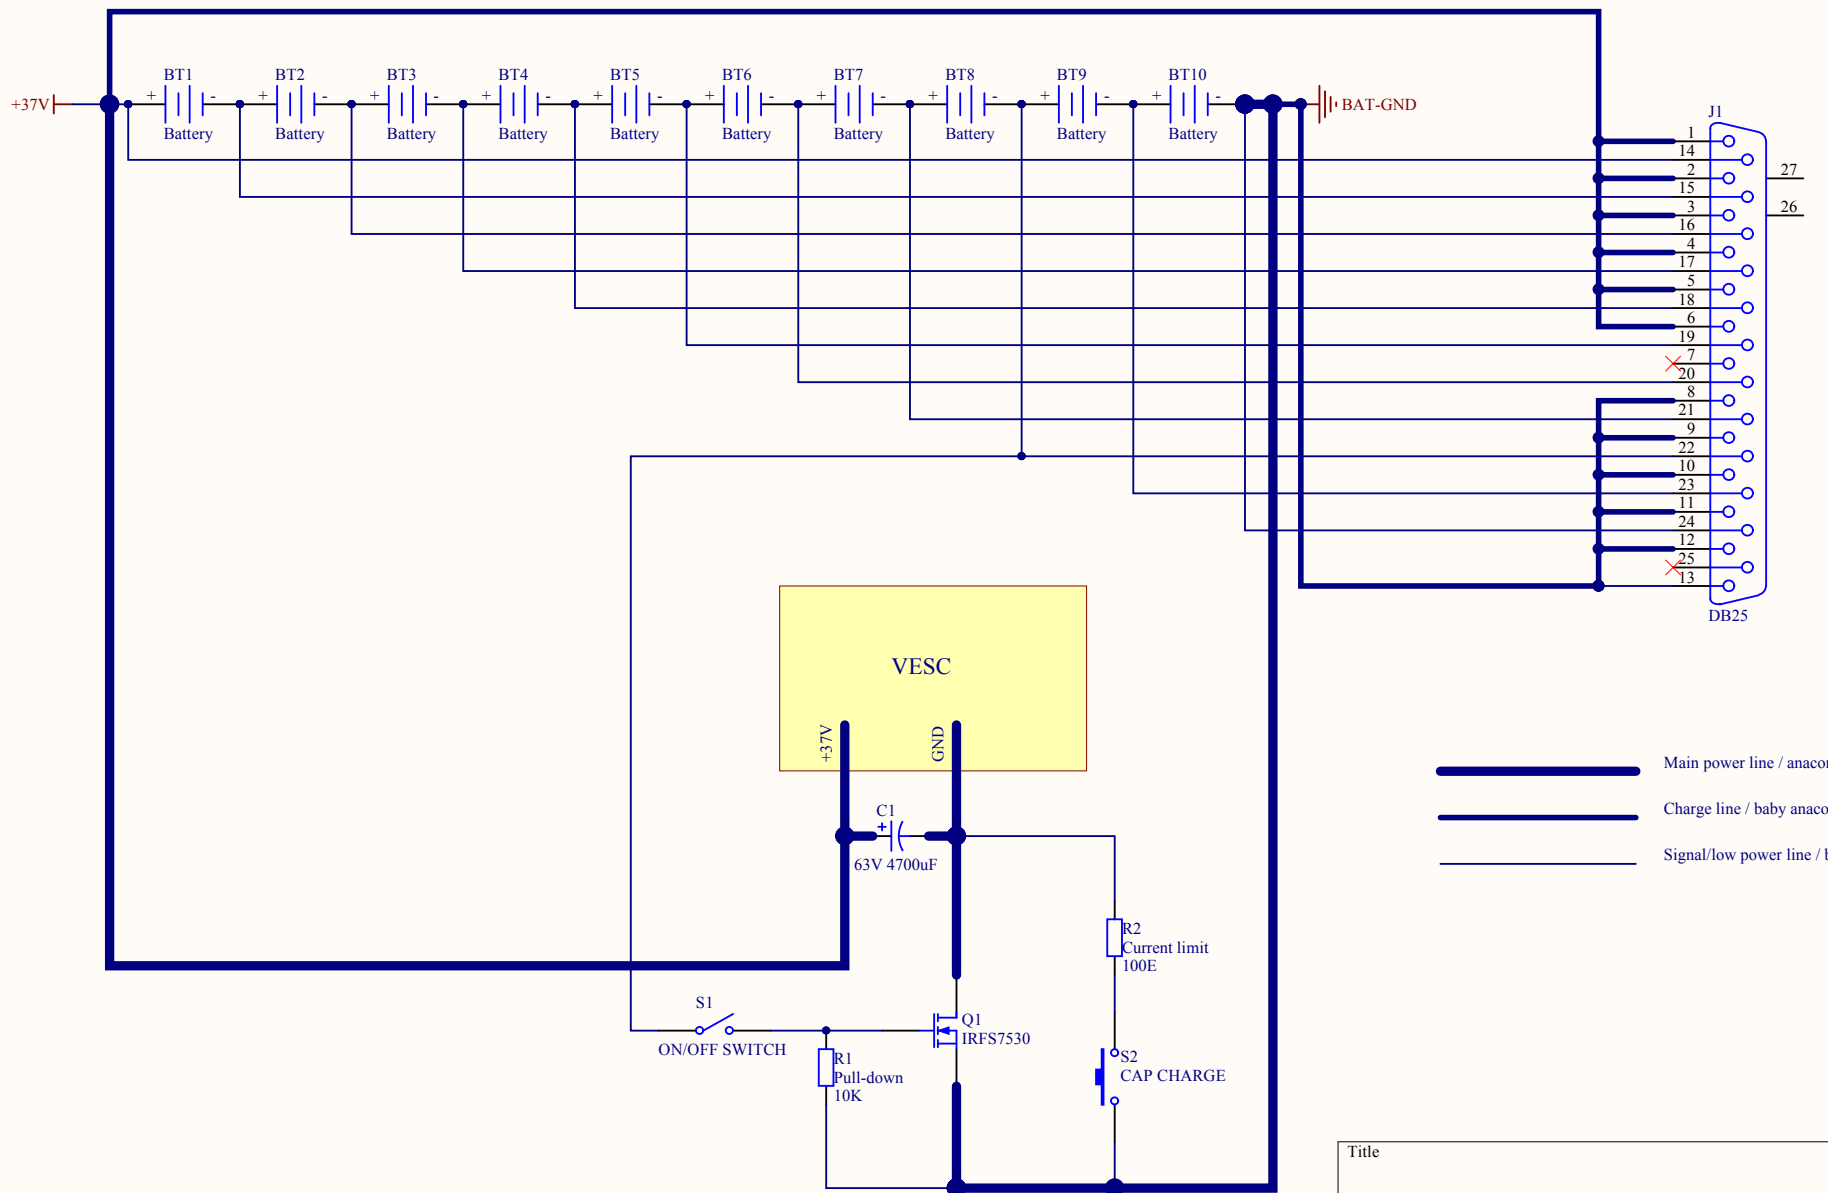 BT1 BT2 BT3 BT4 BT5 BT6 BT7 BT8 BT9 BT10
+37V + - + - + - + - + - + - + - + - + - + - BAT-GND
Battery Battery Battery Battery Battery Battery Battery Battery Battery Battery
J1
1
14
2
27
15
3
26
16
4
17
5
18
6
19
7
20
8
21
9
22
10
23
11
24
12
25
13
DB25
VESC
+37V
GND
C1
+
63V 4700uF
Main power line /
Charge line / baby
Signal/low power line /
R2
Current limit
100E
S1
ON/OFF SWITCH
Q1
IRFS7530
R1
Pull-down
10K
S2
CAP CHARGE
Title